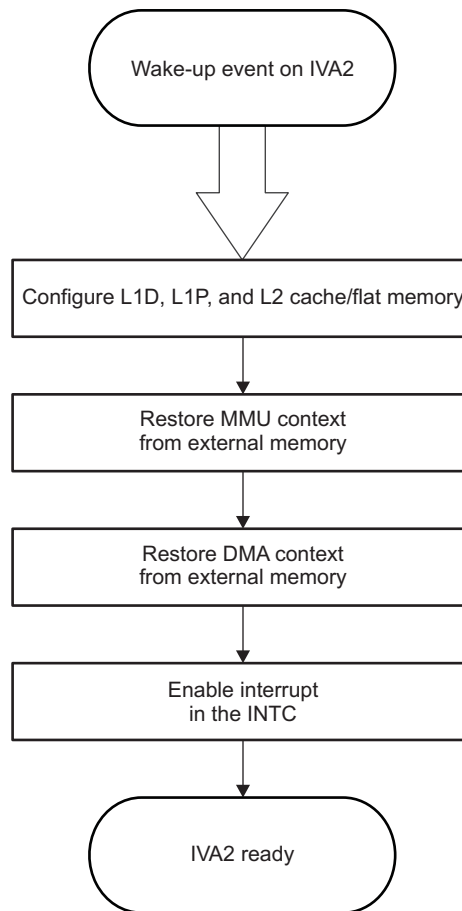 Wake-up event on IVA2
Configure L1D, L1P, and L2 cache/flat memory
Restore MMU context
from external memory
Restore DMA context
from external memory
Enable interrupt
in the INTC
IVA2 ready